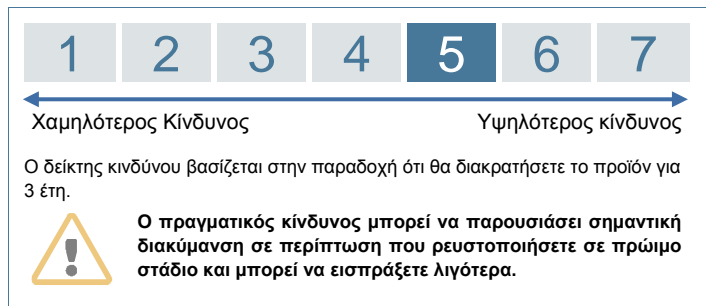 1 2 3 4 5 6 7
Χαμηλότερος Κίνδυνος Υψηλότερος κίνδυνος
Ο δείκτης κινδύνου βασίζεται στην παραδοχή ότι θα διακρατήσετε το προϊόν για
3 έτη.
Ο πραγματικός κίνδυνος μπορεί να παρουσιάσει σημαντική
διακύμανση σε περίπτωση που ρευστοποιήσετε σε πρώιμο
στάδιο και μπορεί να εισπράξετε λιγότερα.